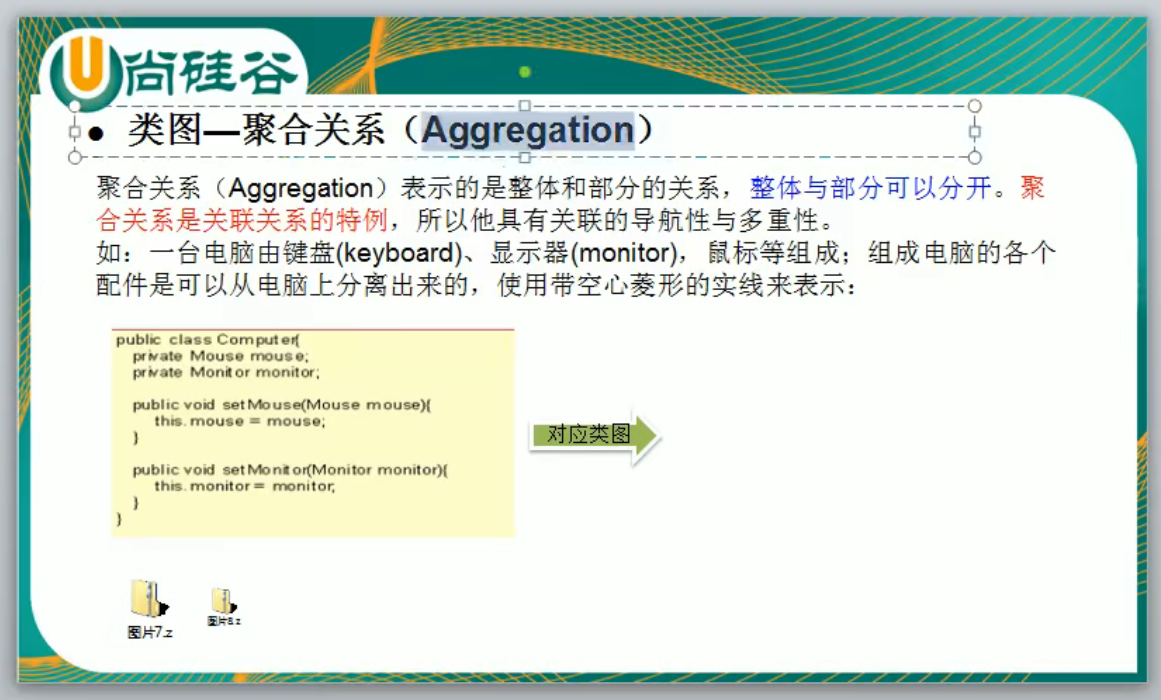 尚硅谷
• 类图—聚合关系（Aggregation）
聚合关系（Aggregation）表示的是整体和部分的关系，整体与部分可以分开。聚
合关系是关联关系的特例，所以他具有关联的导航性与多重性。
如：一台电脑由键盘(keyboard)、显示器(monitor)，鼠标等组成；组成电脑的各个
配件是可以从电脑上分离出来的，使用带空心菱形的实线来表示：
public class Computer{
private Mouse mouse;
private Monitor monitor;
public void setMouse(Mouse mouse){
this.mouse = mouse;
}
public void setMonitor(Monitor monitor){
this.monitor = monitor;
}
}
对应类图
图片7.z
图片8.z